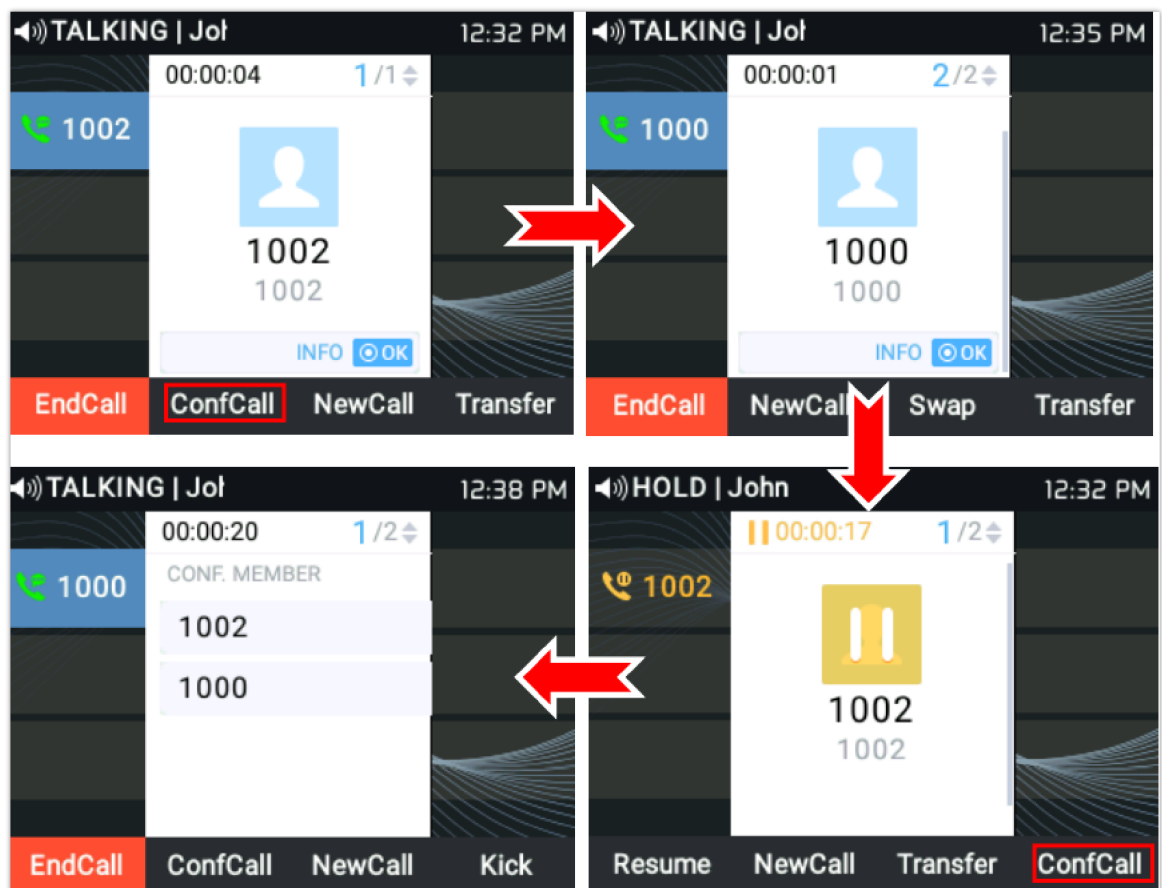 TALKING | Joh
12:32 PM
00:00:04
1/1
1002
1002
1002
INFO OK
EndCall
ConfCall
NewCall
Transfer
TALKING | Joh
12:35 PM
00:00:01
2/2
1000
1000
1000
INFO OK
EndCall
NewCall
Swap
Transfer
HOLD | John
12:32 PM
00:00:17
1/2
1002
1002
1002
Resume
NewCall
Transfer
ConfCall
TALKING | Joh
12:38 PM
00:00:20
1/2
1000
CONF. MEMBER
1002
1000
EndCall
ConfCall
NewCall
Kick